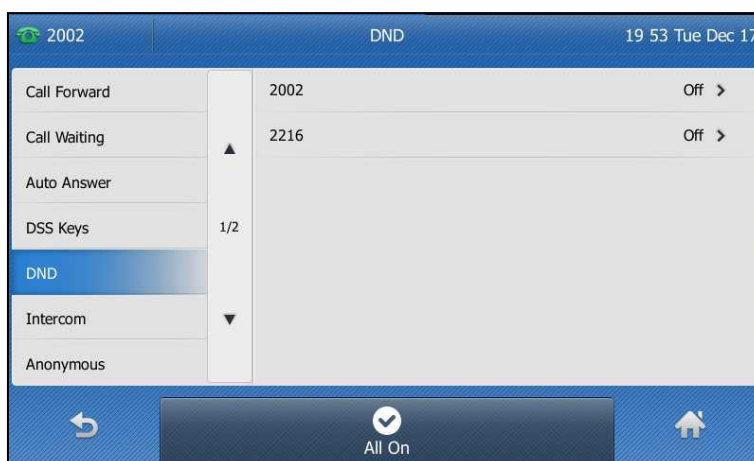 2002 DND 19 53 Tue Dec 17
Call Forward
2002 Off
Call Waiting
2216 Off
Auto Answer
DSS Keys
1/2
DND
Intercom
Anonymous
All On